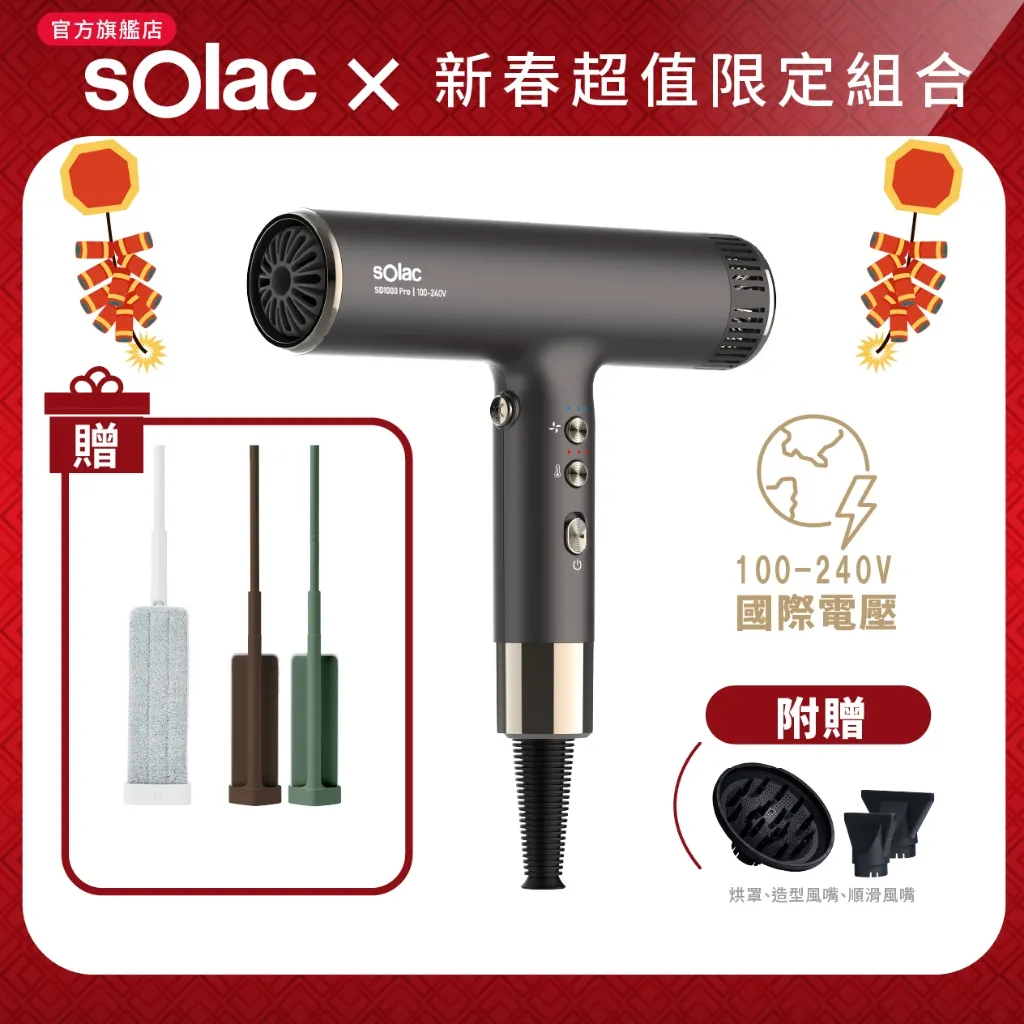 官方旗艦店
solac × 新春超值限定組合
solac
SD1000 Pro | 100-240V
贈
100-240V
國際電壓
附贈
烘罩、造型風嘴、順滑風嘴